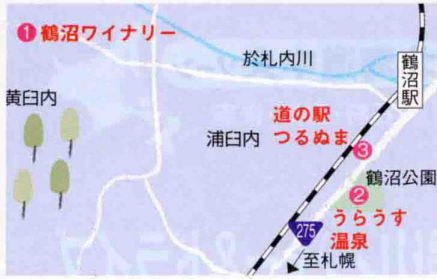 ❶ 鶴沼ワイナリー
於札内川
鶴沼駅
黄臼内
道の駅
つるぬま
浦臼内
❸
鶴沼公園
❷
うらうす
温泉
275
至札幌